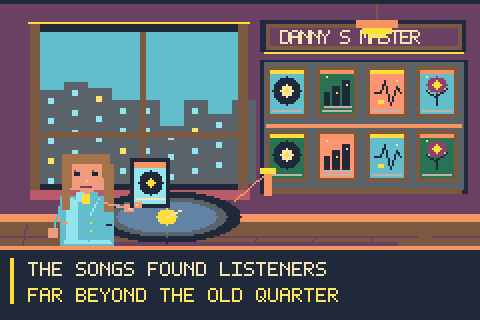 DANNY S MASTER
THE SONGS FOUND LISTENERS
FAR BEYOND THE OLD QUARTER